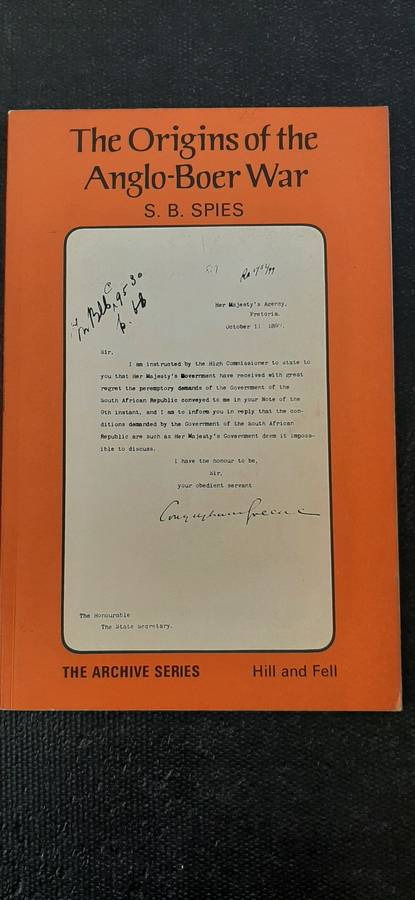 The Origins of the
Anglo-Boer War
S. B. SPIES
Her Majesty's Agency,
Pretoria.
October 11
Sir,
I am instructed by the High Commissioner to state to
you that Her Majesty's Government have received with great
regret the peremptory demands of the Government of the
South African Republic conveyed to me in your Note of the
9th instant, and I am to inform you in reply that the con-
ditions demanded by the Government of the South African
Republic are such as Her Majesty's Government deem it imposs-
ible to discuss.
I have the honour to be,
Sir,
your obedient servant
The Honourable
The State Secretary.
THE ARCHIVE SERIES
Hill and Fell